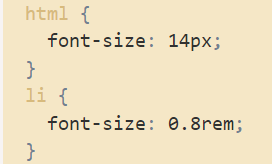 html {
  font-size: 14px;
}
li {
  font-size: 0.8rem;
}